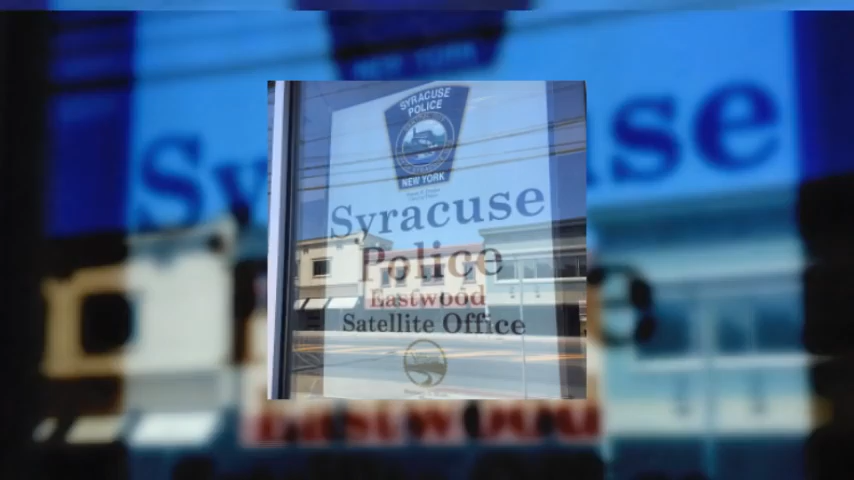 SYRACUSE
POLICE
NEW YORK
Syracuse
Police
Eastwood
Satellite Office